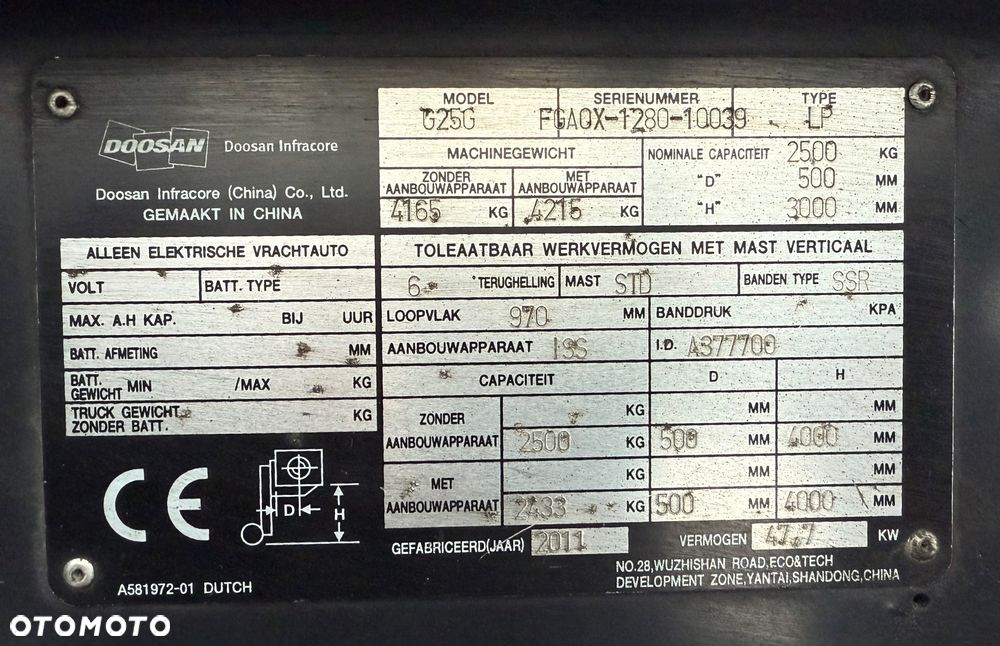 DOOSAN Doosan Infracore
Doosan Infracore (China) Co., Ltd.
GEMAAKT IN CHINA
MODEL SERIENUMMER TYPE
G25G FGA0X-1280-10039 LP
MACHINEGEWICHT
ZONDER AANBOUWAPPARAAT MET AANBOUWAPPARAAT
4165 KG 4215 KG
NOMINALE CAPACITEIT 2500 KG
"D" 500 MM
"H" 3000 MM
ALLEEN ELEKTRISCHE VRACHTAUTO
VOLT BATT. TYPE
MAX. A.H KAP. BIJ UUR
BATT. AFMETING MM
BATT. GEWICHT MIN /MAX KG
TRUCK GEWICHT ZONDER BATT. KG
TOLEAATBAAR WERKVERMOGEN MET MAST VERTICAAL
6 ° TERUGHELLING MAST STD BANDEN TYPE SSR
LOOPVLAK 970 MM BANDDRUK KPA
AANBOUWAPPARAAT ISS I.D. A377700
CAPACITEIT D H
KG MM MM
ZONDER AANBOUWAPPARAAT 2500 KG 500 MM 4000 MM
KG MM MM
MET AANBOUWAPPARAAT 2433 KG 500 MM 4000 MM
GEFABRICEERD(JAAR) 2011 VERMOGEN 47,7 KW
NO.28,WUZHISHAN ROAD,ECO&TECH
DEVELOPMENT ZONE,YANTAI,SHANDONG,CHINA
CE
D
H
A581972-01 DUTCH
OTOMOTO